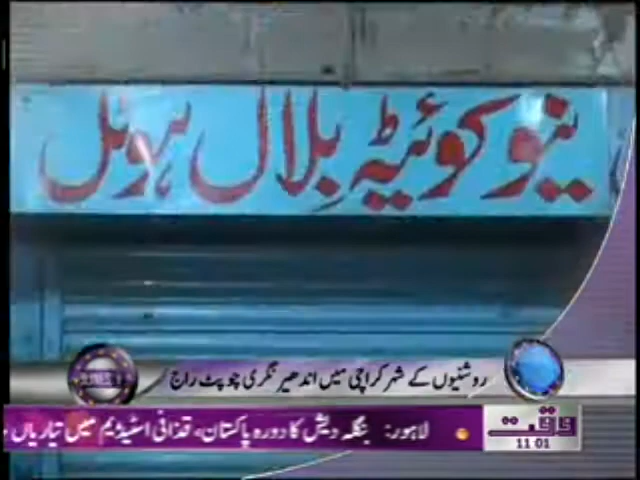 نیو کوئٹہ بلال ہوٹل
روشنیوں کے شہر کراچی میں اندھیر نگری چوپٹ راج
لاہور: بنگلہ دیش کا دورہ پاکستان، قذافی اسٹیڈیم میں تیاریاں
وقت
11:01